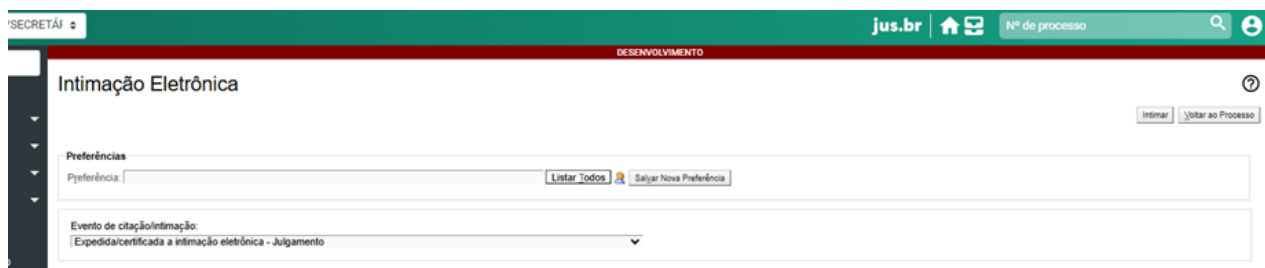 /SECRETÁF
jus.br
Nº de processo
DESENVOLVIMENTO
Intimação Eletrônica
Intimar
Voltar ao Processo
Preferências
Preferência:
Listar Todos
Salvar Nova Preferência
Evento de citação/intimação:
Expedida/certificada a intimação eletrônica - Julgamento